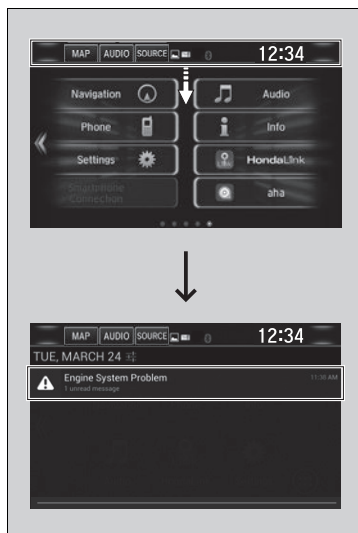 MAP AUDIO SOURCE 12:34
Navigation Audio
Phone Info
Settings HondaLink
Smartphone aha
Connection
MAP AUDIO SOURCE 12:34
TUE, MARCH 24
Engine System Problem 11:30 AM
1 unread message